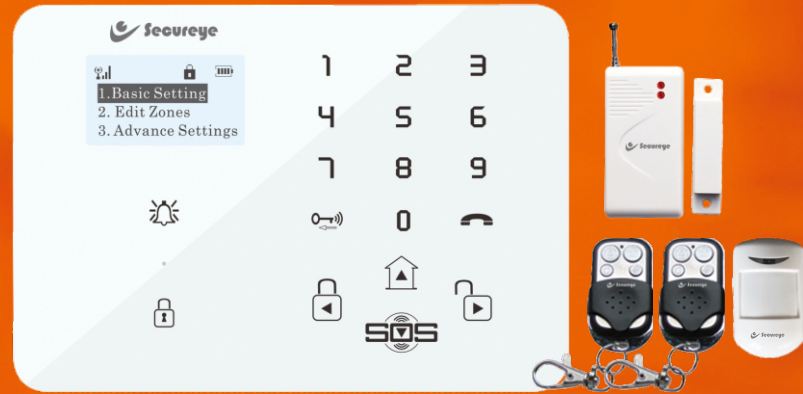 Secureye
1.Basic Setting
2. Edit Zones
3. Advance Settings
1 2 3
4 5 6
7 8 9
0
SOS
Secureye
Secureye
Secureye
Secureye